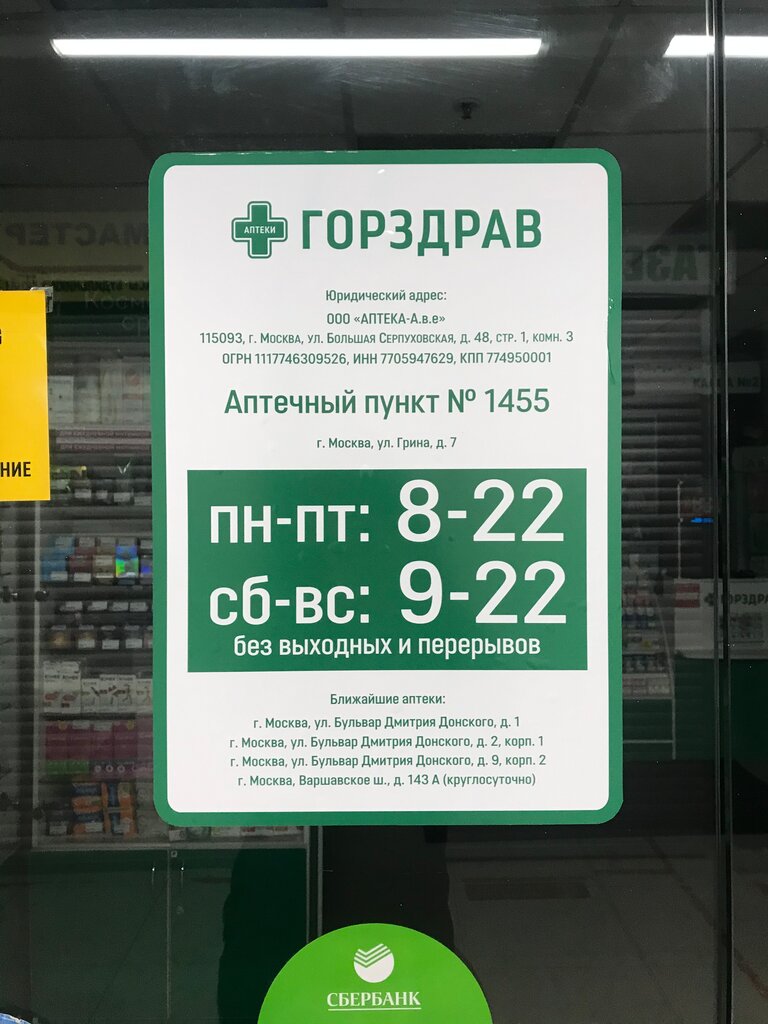 АПТЕКИ
ГОРЗДРАВ
Юридический адрес:
ООО «АПТЕКА-А.в.е»
115093, г. Москва, ул. Большая Серпуховская, д. 48, стр. 1, комн. 3
ОГРН 1117746309526, ИНН 7705947629, КПП 774950001
Аптечный пункт № 1455
г. Москва, ул. Грина, д. 7
пн-пт: 8-22
сб-вс: 9-22
без выходных и перерывов
Ближайшие аптеки:
г. Москва, ул. Бульвар Дмитрия Донского, д. 1
г. Москва, ул. Бульвар Дмитрия Донского, д. 2, корп. 1
г. Москва, ул. Бульвар Дмитрия Донского, д. 9, корп. 2
г. Москва, Варшавское ш., д. 143 А (круглосуточно)
НИЕ
МАСТЕР
ГОРЗДРА
СБЕРБАНК